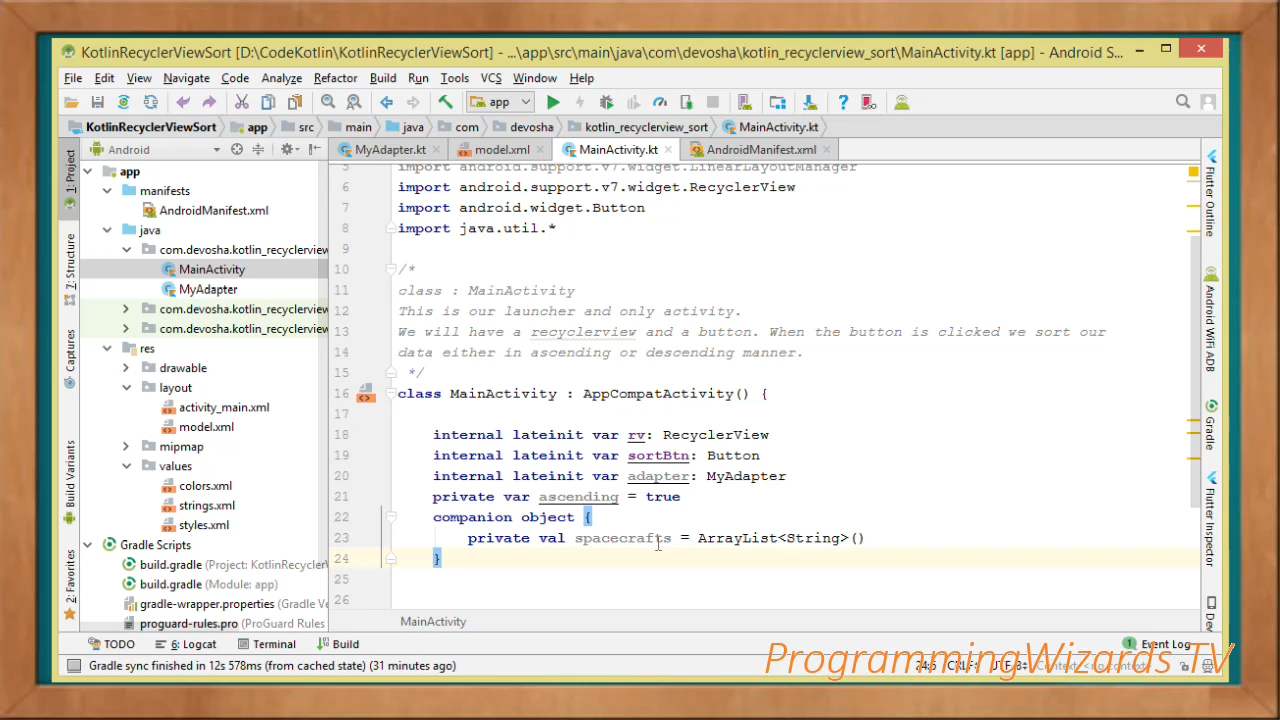 KotlinRecyclerViewSort [D:\CodeKotlin\KotlinRecyclerViewSort] - ...\app\src\main\java\com\devosha\kotlin_recyclerview_sort\MainActivity.kt [app] - Android S...
File Edit View Navigate Code Analyze Refactor Build Run Tools VCS Window Help
app
KotlinRecyclerViewSort app src main java com devosha kotlin_recyclerview_sort MainActivity.kt
1: Project
7: Structure
Captures
Build Variants
2: Favorites
Android
app
manifests
AndroidManifest.xml
java
com.devosha.kotlin_recyclerview
MainActivity
MyAdapter
com.devosha.kotlin_recyclerview
com.devosha.kotlin_recyclerview
res
drawable
layout
activity_main.xml
model.xml
mipmap
values
colors.xml
strings.xml
styles.xml
Gradle Scripts
build.gradle (Project: KotlinRecycler
build.gradle (Module: app)
gradle-wrapper.properties (Gradle Ve
proguard-rules.pro (ProGuard Rules
MyAdapter.kt model.xml MainActivity.kt AndroidManifest.xml
5 import android.support.v7.widget.LinearLayoutManager
6 import android.support.v7.widget.RecyclerView
7 import android.widget.Button
8 import java.util.*
9
10 /*
11 class : MainActivity
12 This is our launcher and only activity.
13 We will have a recyclerview and a button. When the button is clicked we sort our
14 data either in ascending or descending manner.
15 */
16 class MainActivity : AppCompatActivity() {
17
18 internal lateinit var rv: RecyclerView
19 internal lateinit var sortBtn: Button
20 internal lateinit var adapter: MyAdapter
21 private var ascending = true
22 companion object {
23 private val spacecrafts = ArrayList<String>()
24 }
25
26
MainActivity
Flutter Outline
Android WiFi ADB
Gradle
Flutter Inspector
Dev
TODO 6: Logcat Terminal Build 1 Event Log
Gradle sync finished in 12s 578ms (from cached state) (31 minutes ago)
ProgrammingWizards TV